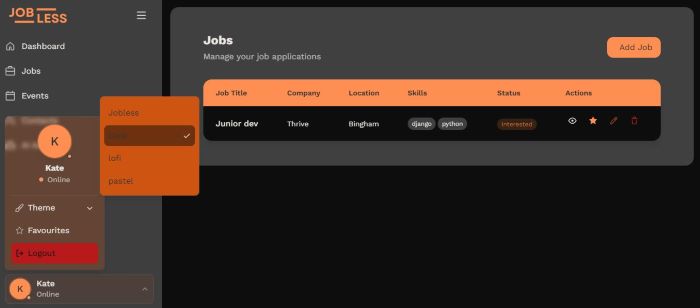 JOB
LESS
Dashboard
Jobs
Events
K
Kate
Online
Theme
Favourites
Logout
K
Kate
Online
Jobless
lofi
pastel
Jobs
Manage your job applications
Add Job
Job Title Company Location Skills Status Actions
Junior dev Thrive Bingham django python Interested